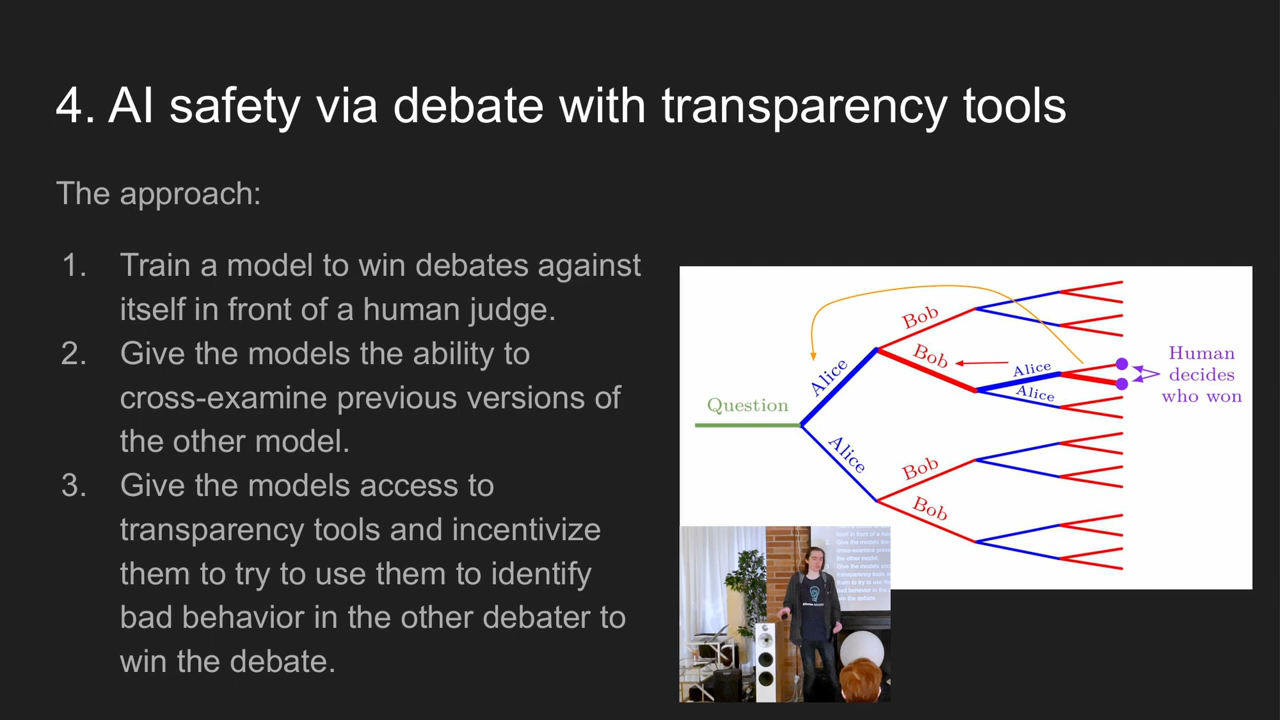 4. AI safety via debate with transparency tools
The approach:
1. Train a model to win debates against
itself in front of a human judge.
2. Give the models the ability to
cross-examine previous versions of
the other model.
3. Give the models access to
transparency tools and incentivize
them to try to use them to identify
bad behavior in the other debater to
win the debate.
Question
Alice
Alice
Bob
Bob
Bob
Bob
Alice
Alice
Human
decides
who won